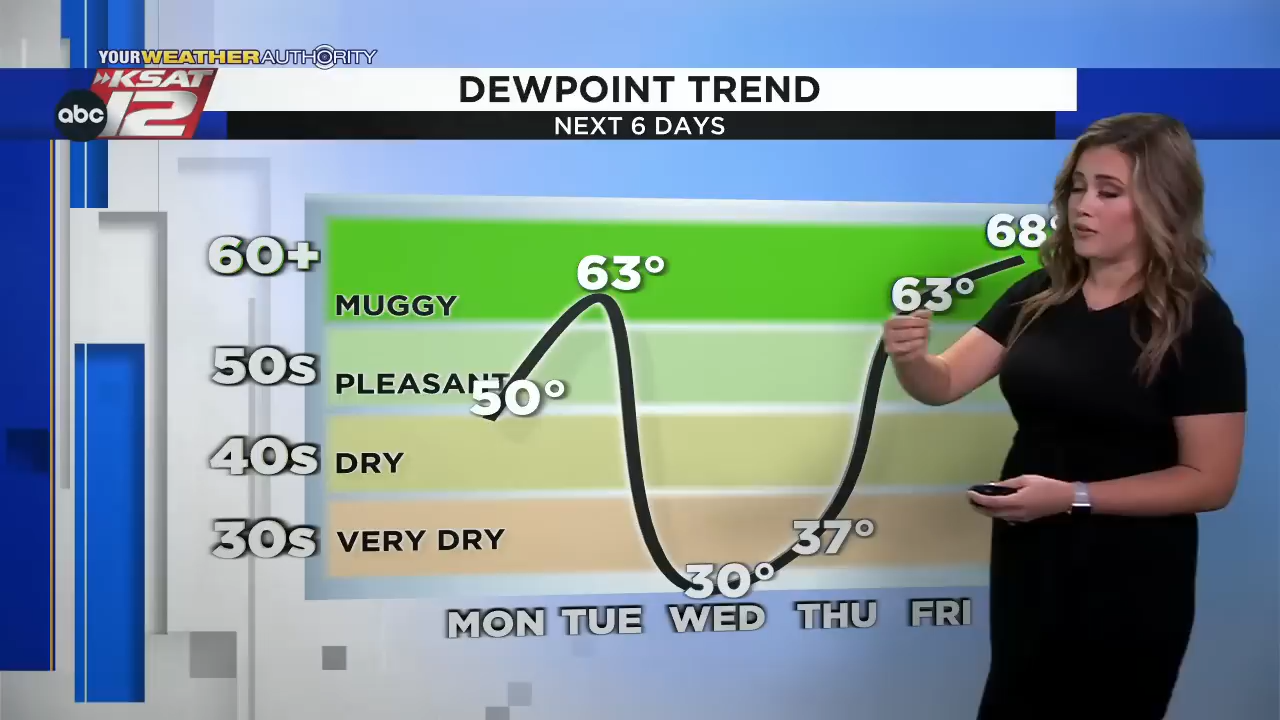 YOURWEATHERAUTHORITY
KSAT
abc 12
DEWPOINT TREND
NEXT 6 DAYS
60+
MUGGY
50s
PLEASANT
40s
DRY
30s
VERY DRY
50°
63°
30°
37°
63°
68°
MON TUE WED THU FRI